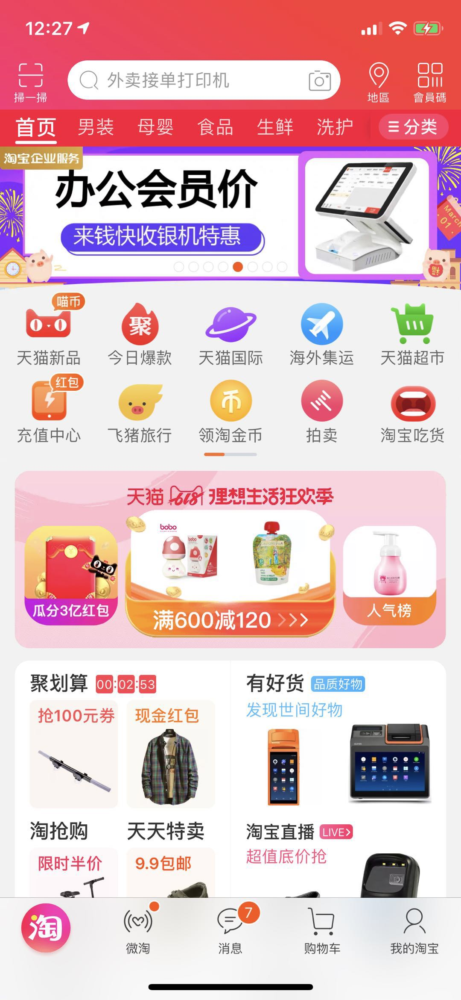 12:27
外卖接单打印机
掃一掃
地區
會員碼
首页 男装 母婴 食品 生鲜 洗护 分类
淘宝企业服务
办公会员价
来钱快收银机特惠
March
01
福
喵币
聚
天猫新品 今日爆款 天猫国际 海外集运 天猫超市
红包
币
充值中心 飞猪旅行 领淘金币 拍卖 淘宝吃货
天猫 618 理想生活狂欢季
bobo
bobo
瓜分3亿红包
满600减120
人气榜
聚划算 00:02:53
有好货 品质好物
发现世间好物
抢100元券
现金红包
淘抢购
天天特卖
淘宝直播 LIVE
超值底价抢
限时半价
9.9包邮
淘
7
微淘
消息
购物车
我的淘宝